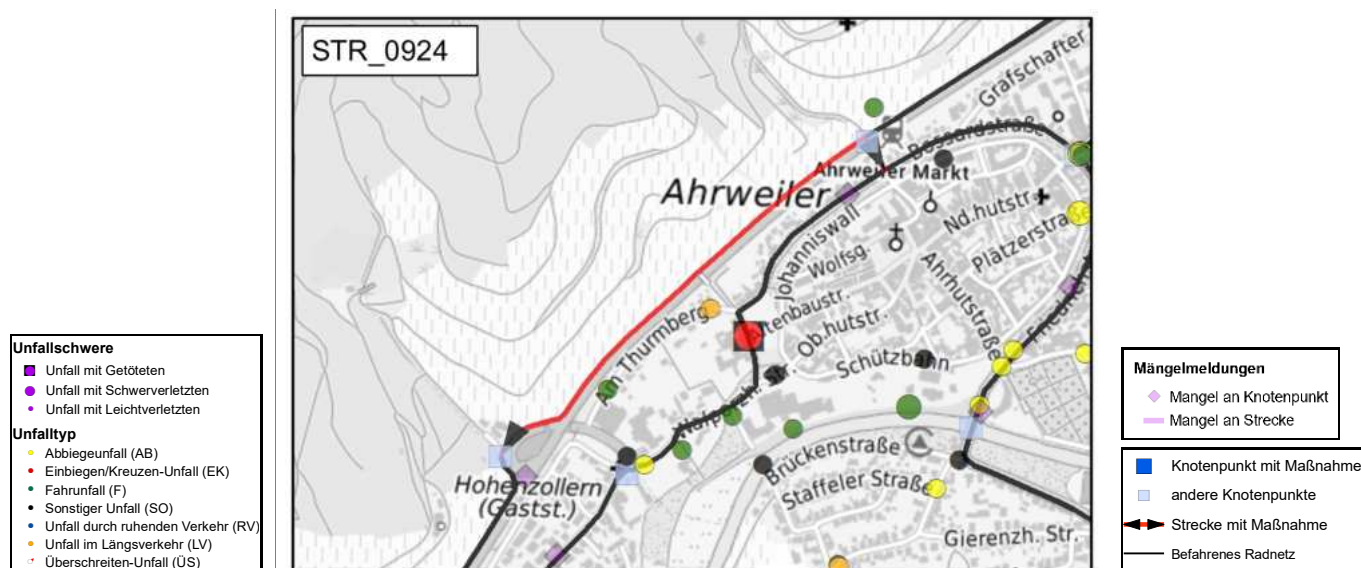 STR_0924
Grafschafter
Bossardstraße
Ahrweiler Markt
Ahrweiler
Nd.hutstr.
Plätzerstraße
Johanniswall
Wolfsg.
Ahrhutstraße
Ob.hutstr.
Am Thurmberg
Schützbahn
Brückenstraße
Staffeler Straße
Hohenzollern
(Gastst.)
Gierenzh. Str.
Unfallschwere
Unfall mit Getöteten
Unfall mit Schwerverletzten
Unfall mit Leichtverletzten
Unfalltyp
Abbiegeunfall (AB)
Einbiegen/Kreuzen-Unfall (EK)
Fahrunfall (F)
Sonstiger Unfall (SO)
Unfall durch ruhenden Verkehr (RV)
Unfall im Längsverkehr (LV)
Überschreiten-Unfall (ÜS)
Mängelmeldungen
Mangel an Knotenpunkt
Mangel an Strecke
Knotenpunkt mit Maßnahme
andere Knotenpunkte
Strecke mit Maßnahme
Befahrenes Radnetz